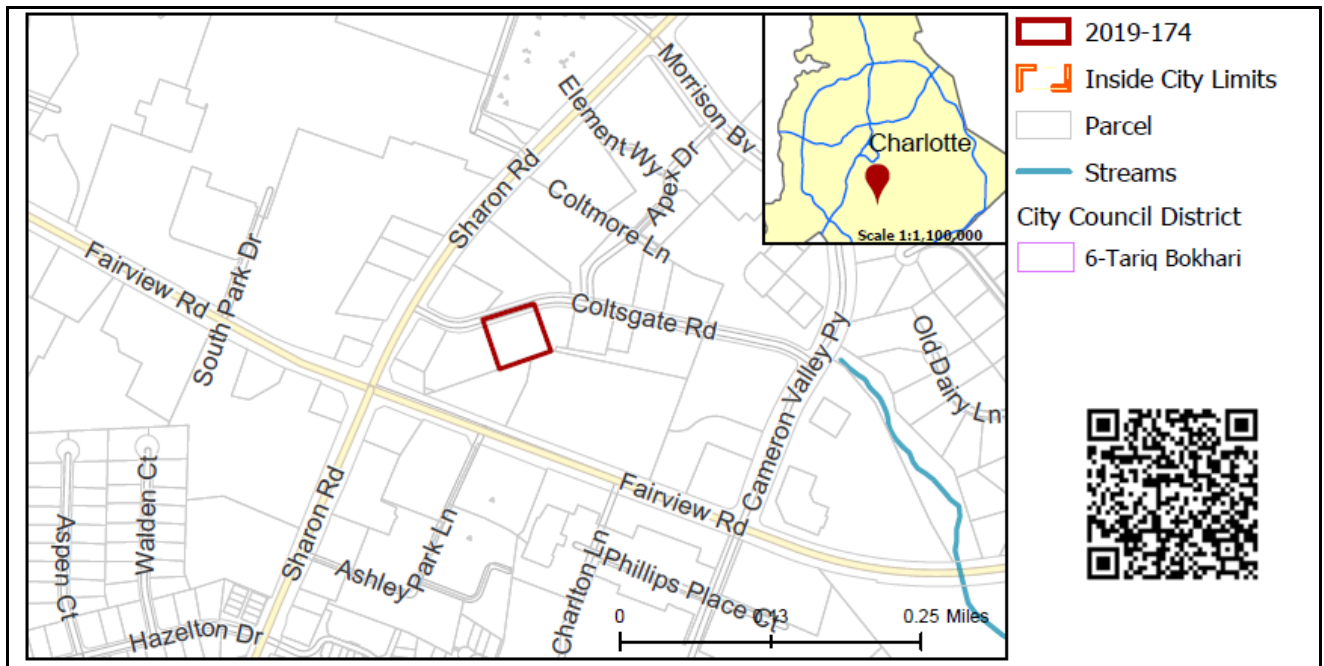 Morrison Bv
Element Wy
Apex Dr
Sharon Rd
Coltmore Ln
Charlotte
Scale 1:1,100,000
Fairview Rd
South Park Dr
Coltsgate Rd
Cameron Valley Py
Old Dairy Ln
Sharon Rd
Fairview Rd
Aspen Ct
Walden Ct
Ashley Park Ln
Charlton Ln
Phillips Place Ct
Hazelton Dr
0 0.13 0.25 Miles
2019-174
Inside City Limits
Parcel
Streams
City Council District
6-Tariq Bokhari